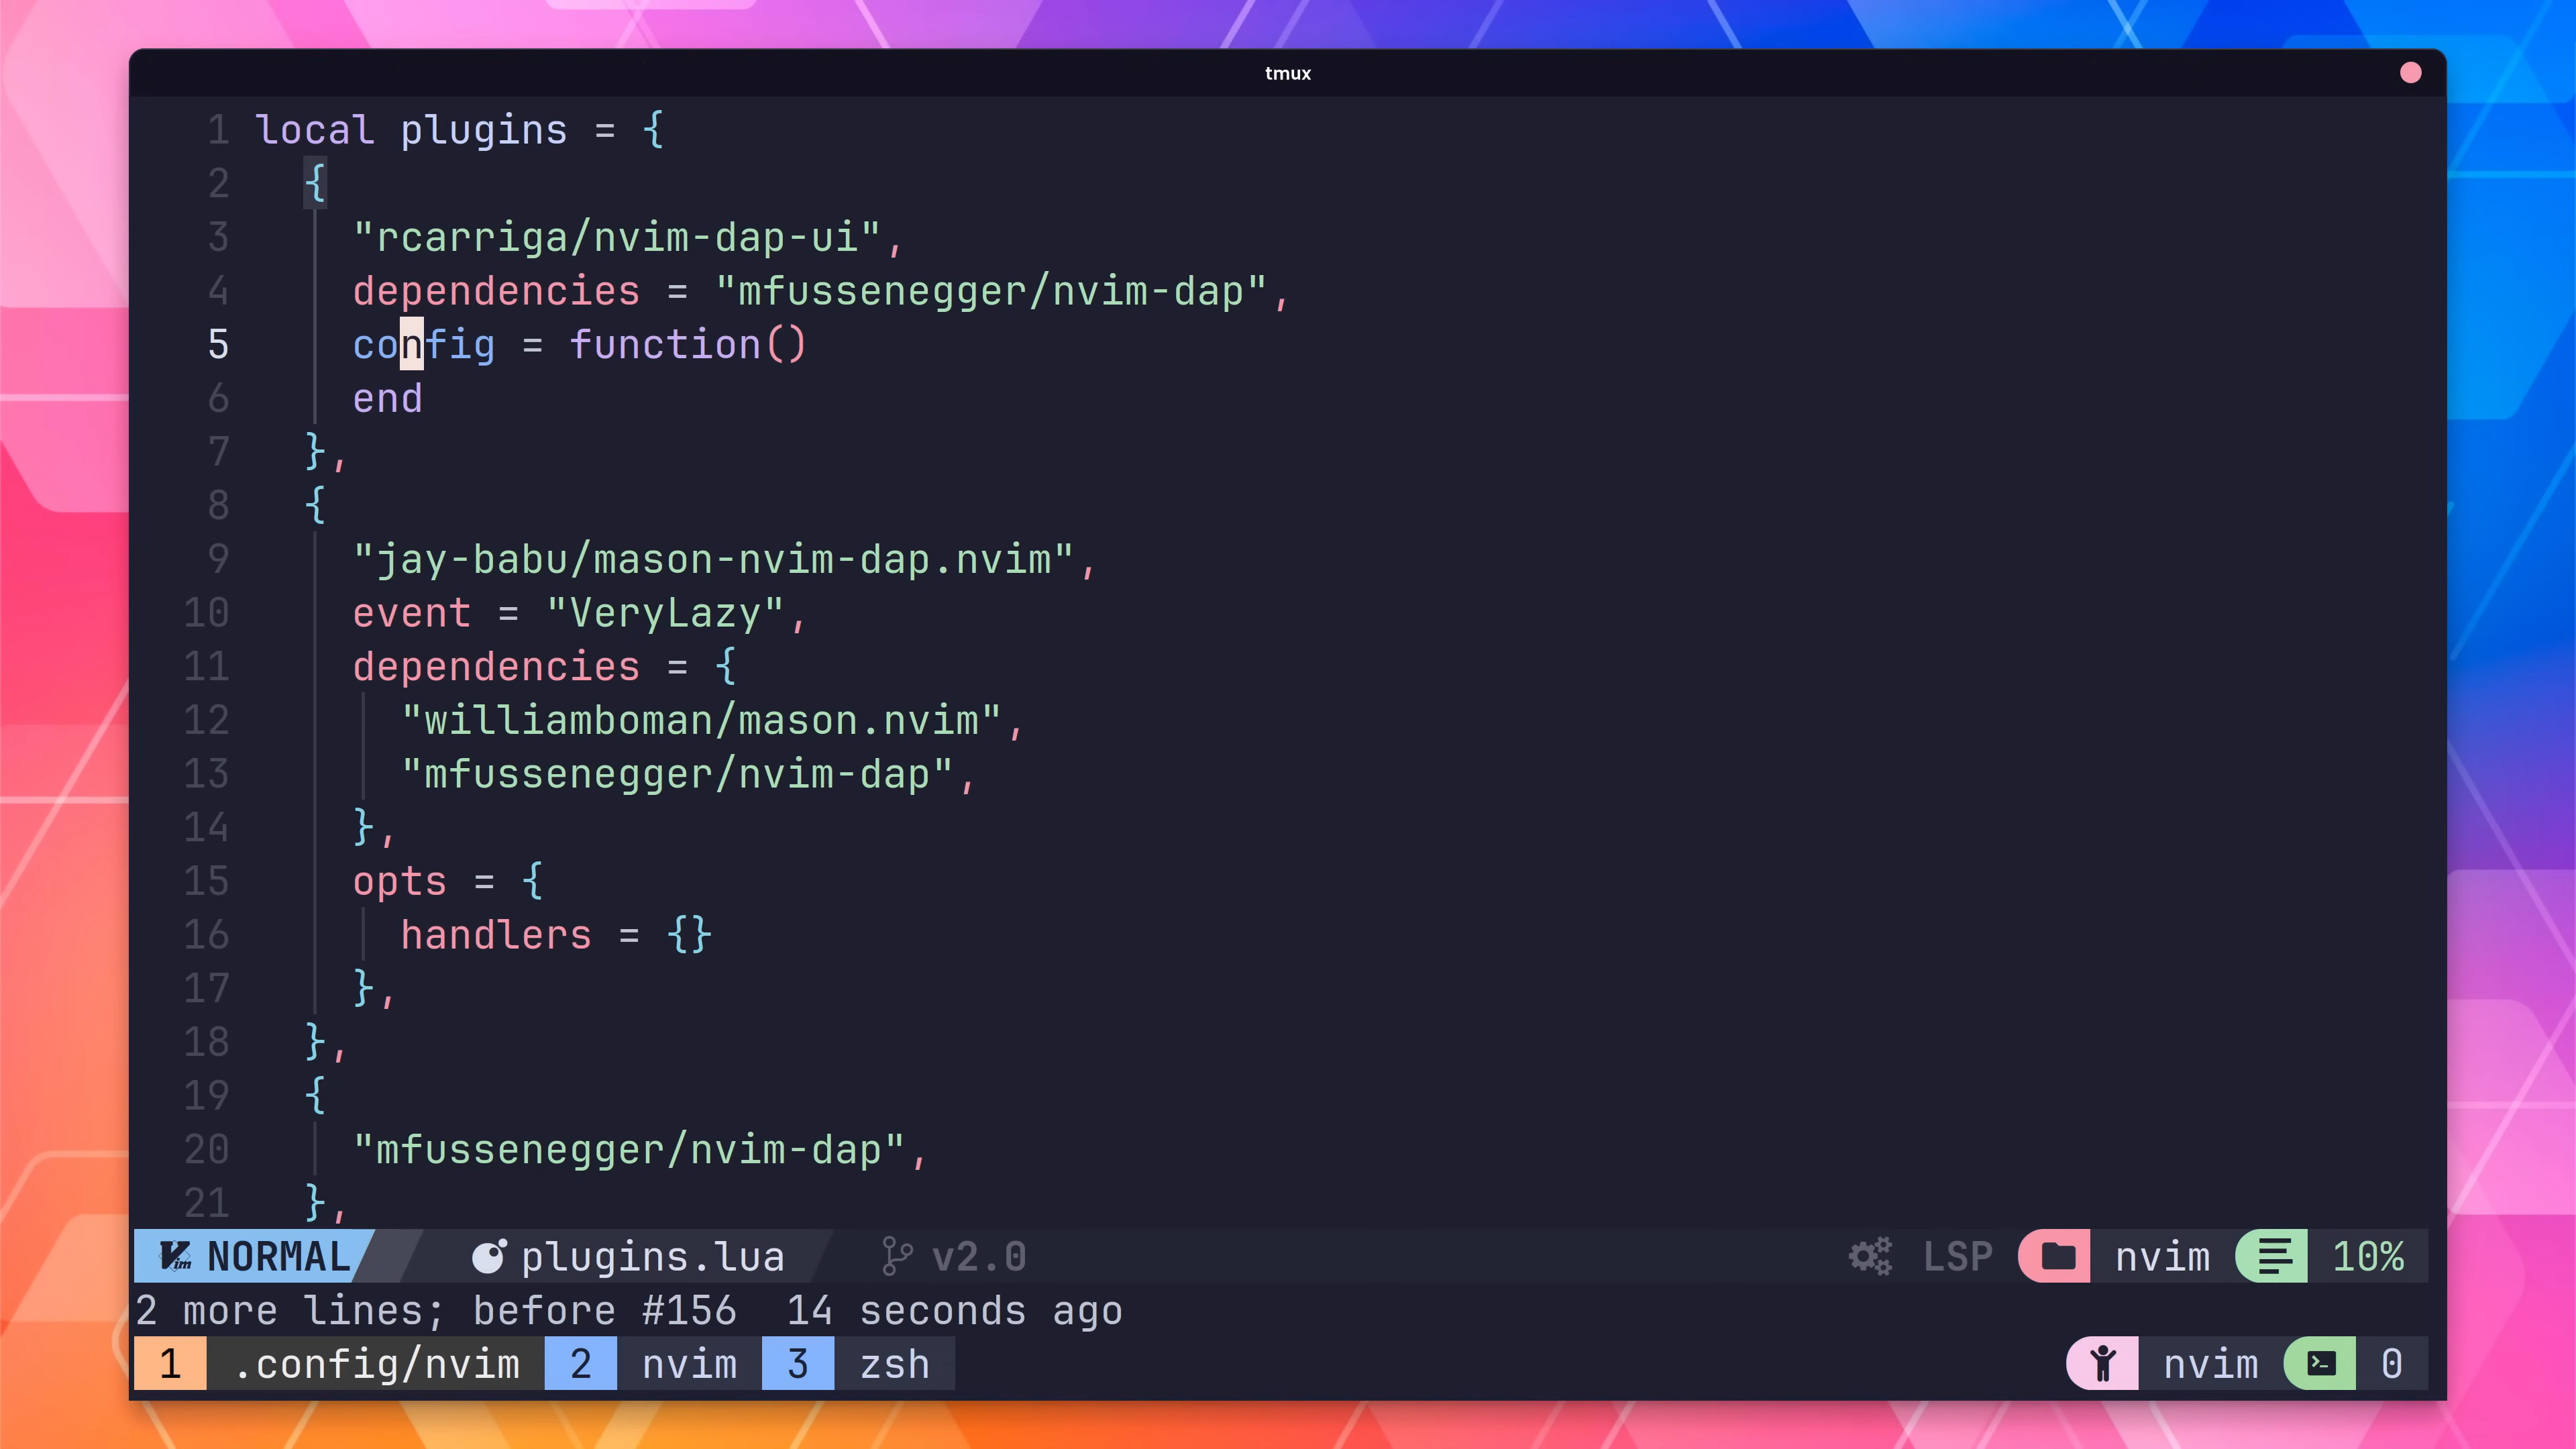 tmux
1 local plugins = {
2   {
3     "rcarriga/nvim-dap-ui",
4     dependencies = "mfussenegger/nvim-dap",
5     config = function()
6     end
7   },
8   {
9     "jay-babu/mason-nvim-dap.nvim",
10     event = "VeryLazy",
11     dependencies = {
12       "williamboman/mason.nvim",
13       "mfussenegger/nvim-dap",
14     },
15     opts = {
16       handlers = {}
17     },
18   },
19   {
20     "mfussenegger/nvim-dap",
21   },
NORMAL plugins.lua v2.0 LSP nvim 10%
2 more lines; before #156  14 seconds ago
1 .config/nvim 2 nvim 3 zsh nvim 0